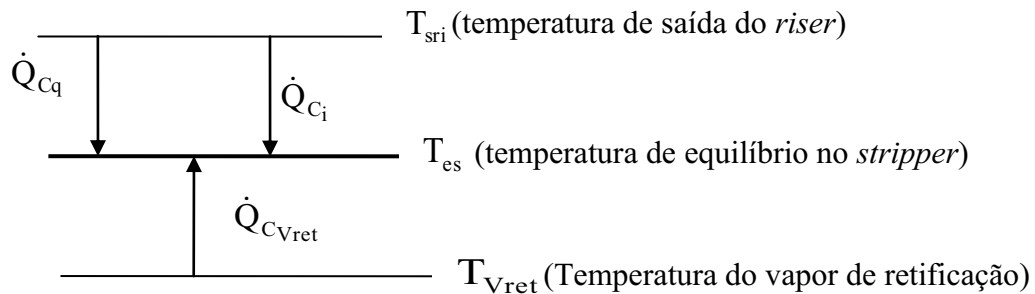 T_sri (temperatura de saída do riser)
Q̇_Cq
Q̇_Ci
T_es (temperatura de equilíbrio no stripper)
Q̇_CVret
T_Vret (Temperatura do vapor de retificação)